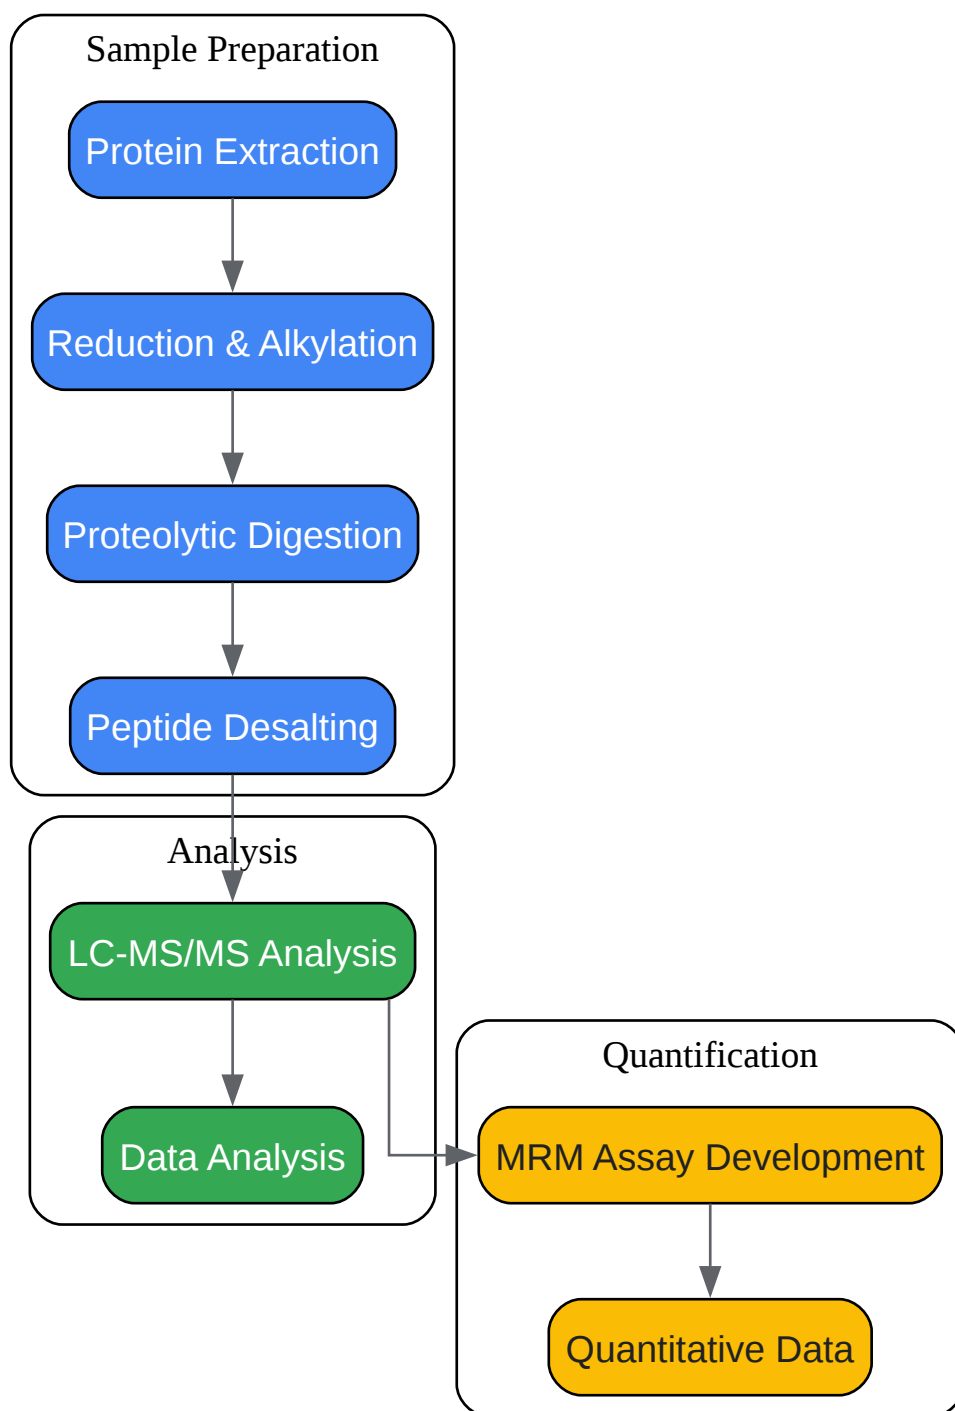 Sample Preparation
Protein Extraction
Reduction & Alkylation
Proteolytic Digestion
Peptide Desalting
Analysis
LC-MS/MS Analysis
Data Analysis
Quantification
MRM Assay Development
Quantitative Data